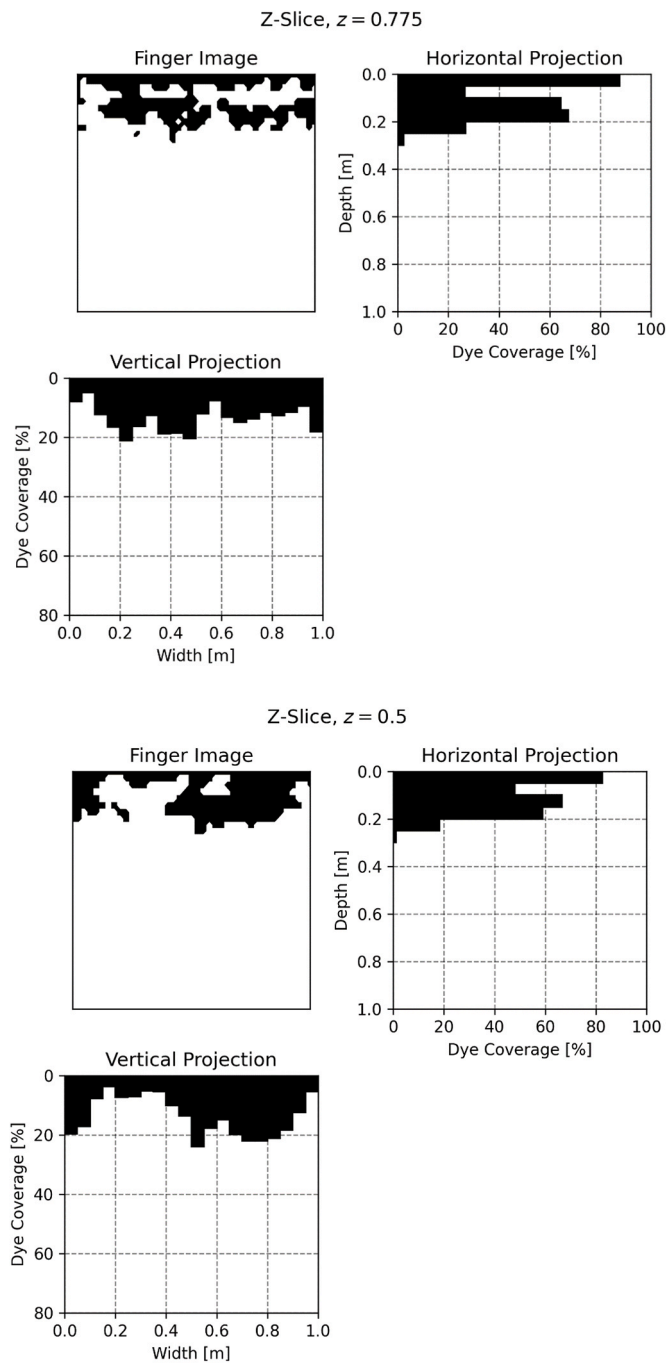 Z-Slice, z = 0.775
Finger Image
Horizontal Projection
0.0
0.2
0.4
0.6
0.8
1.0
Depth [m]
0 20 40 60 80 100
Dye Coverage [%]
Vertical Projection
0
20
40
60
80
Dye Coverage [%]
0.0 0.2 0.4 0.6 0.8 1.0
Width [m]
Z-Slice, z = 0.5
Finger Image
Horizontal Projection
0.0
0.2
0.4
0.6
0.8
1.0
Depth [m]
0 20 40 60 80 100
Dye Coverage [%]
Vertical Projection
0
20
40
60
80
Dye Coverage [%]
0.0 0.2 0.4 0.6 0.8 1.0
Width [m]